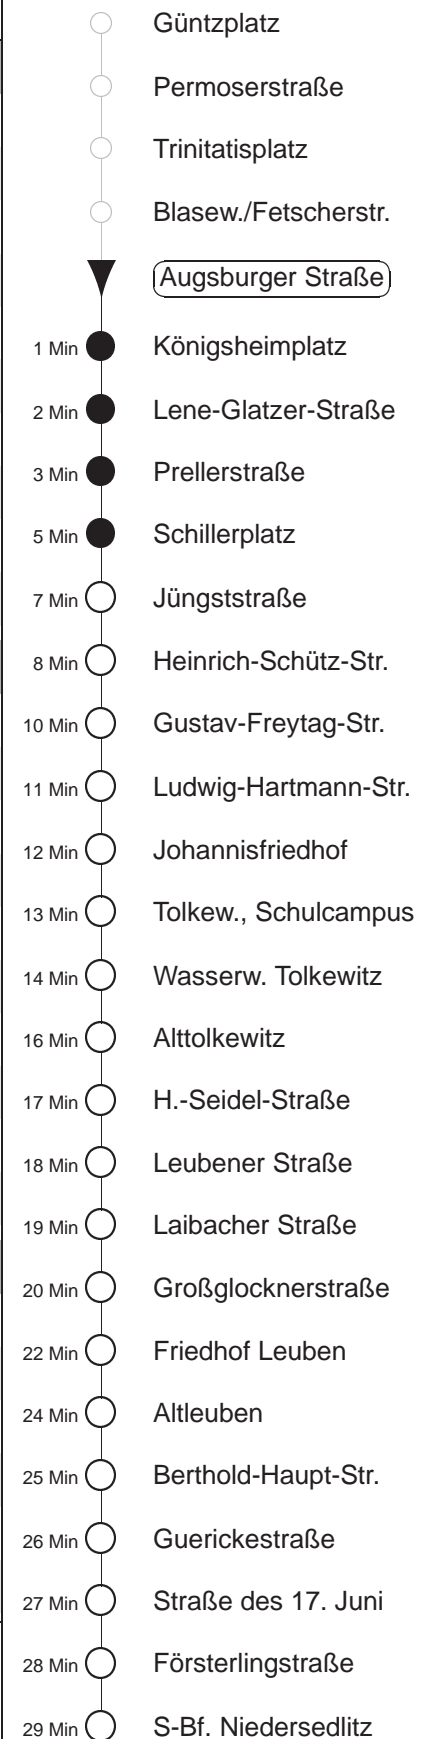 Güntzplatz
Permoserstraße
Trinitatisplatz
Blasew./Fetscherstr.
Augsburger Straße
1 Min Königsheimplatz
2 Min Lene-Glatzer-Straße
3 Min Prellerstraße
5 Min Schillerplatz
7 Min Jüngststraße
8 Min Heinrich-Schütz-Str.
10 Min Gustav-Freytag-Str.
11 Min Ludwig-Hartmann-Str.
12 Min Johannisfriedhof
13 Min Tolkew., Schulcampus
14 Min Wasserw. Tolkewitz
16 Min Alttolkewitz
17 Min H.-Seidel-Straße
18 Min Leubener Straße
19 Min Laibacher Straße
20 Min Großglocknerstraße
22 Min Friedhof Leuben
24 Min Altleuben
25 Min Berthold-Haupt-Str.
26 Min Guerickestraße
27 Min Straße des 17. Juni
28 Min Försterlingstraße
29 Min S-Bf. Niedersedlitz